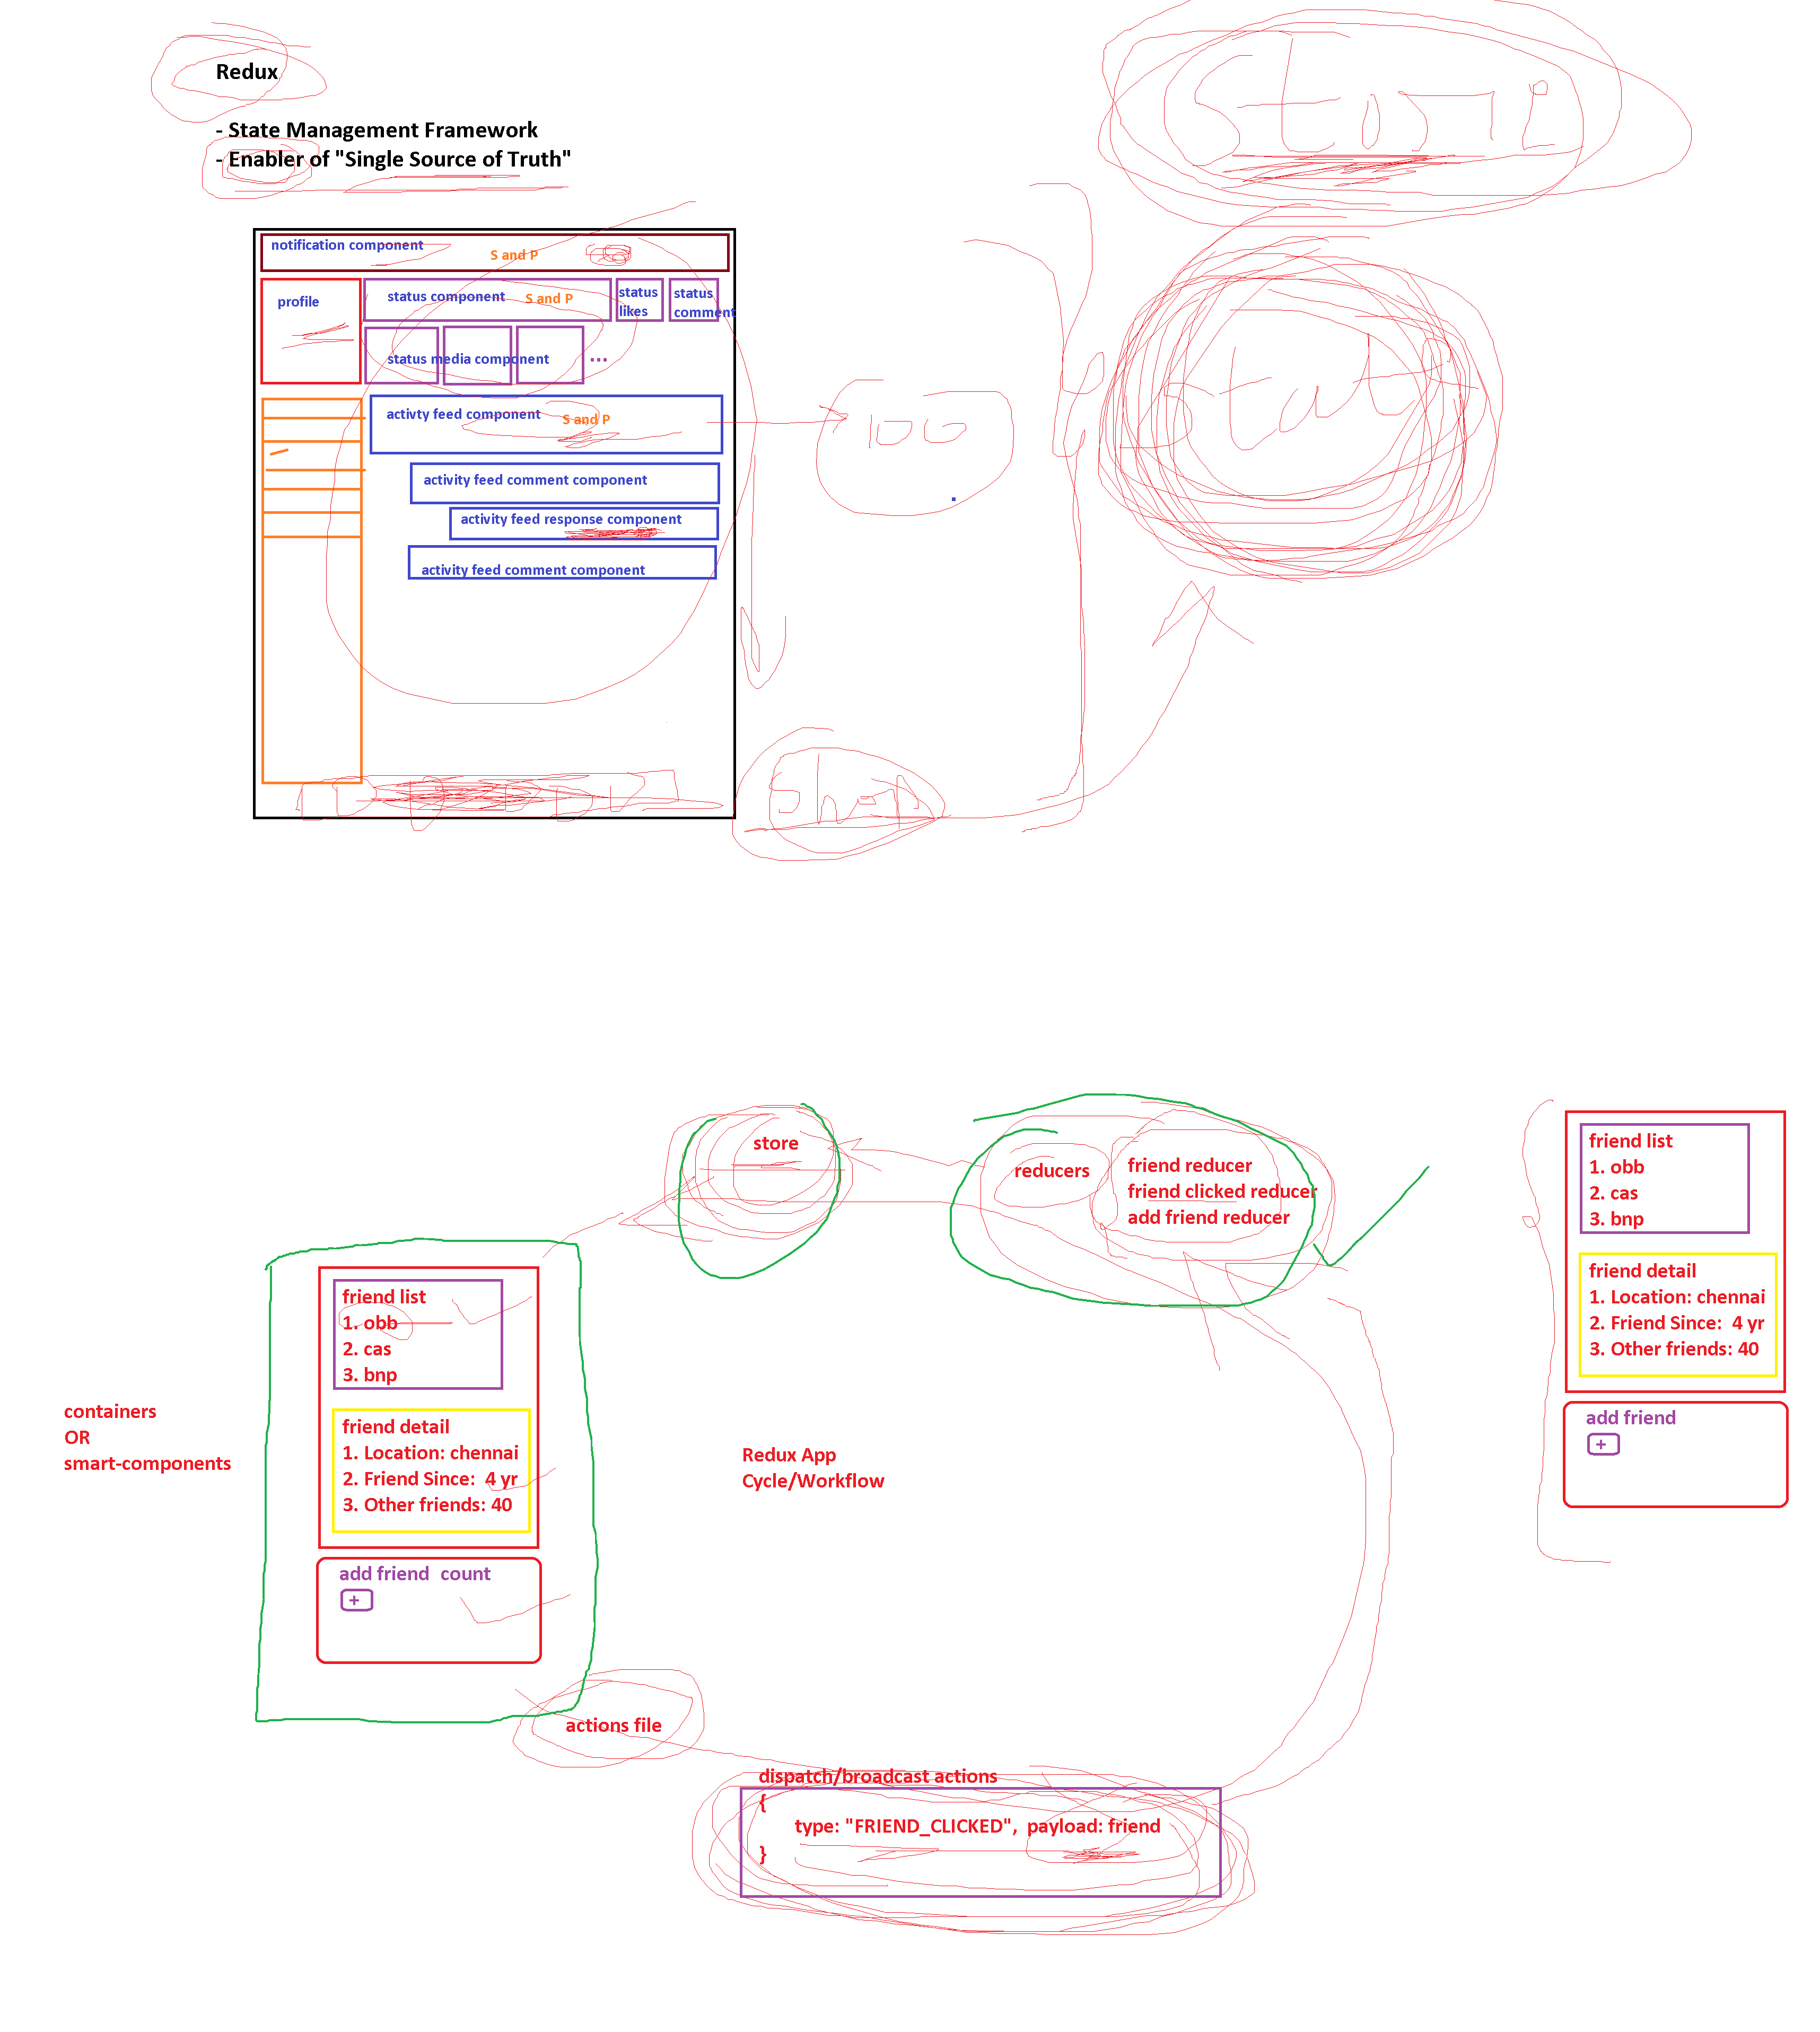 Redux
- State Management Framework
- Enabler of "Single Source of Truth"
Store
notification component
S and P
profile
status component
S and P
status
likes
status
comment
status media component
...
State
activty feed component
S and P
activity feed comment component
activity feed response component
activity feed comment component
store
reducers
friend reducer
friend clicked reducer
add friend reducer
friend list
1. obb
2. cas
3. bnp
friend detail
1. Location: chennai
2. Friend Since: 4 yr
3. Other friends: 40
add friend
+
containers
OR
smart-components
friend list
1. obb
2. cas
3. bnp
friend detail
1. Location: chennai
2. Friend Since: 4 yr
3. Other friends: 40
add friend count
+
Redux App
Cycle/Workflow
actions file
dispatch/broadcast actions
{
type: "FRIEND_CLICKED", payload: friend
}